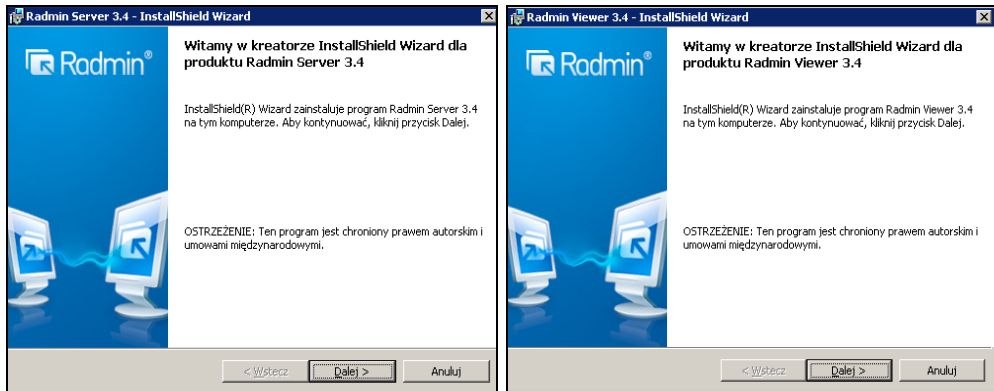 Radmin Server 3.4 - InstallShield Wizard
Radmin®
Witamy w kreatorze InstallShield Wizard dla
produktu Radmin Server 3.4
InstallShield(R) Wizard zainstaluje program Radmin Server 3.4
na tym komputerze. Aby kontynuować, kliknij przycisk Dalej.
OSTRZEŻENIE: Ten program jest chroniony prawem autorskim i
umowami międzynarodowymi.
< Wstecz
Dalej >
Anuluj
Radmin Viewer 3.4 - InstallShield Wizard
Radmin®
Witamy w kreatorze InstallShield Wizard dla
produktu Radmin Viewer 3.4
InstallShield(R) Wizard zainstaluje program Radmin Viewer 3.4
na tym komputerze. Aby kontynuować, kliknij przycisk Dalej.
OSTRZEŻENIE: Ten program jest chroniony prawem autorskim i
umowami międzynarodowymi.
< Wstecz
Dalej >
Anuluj